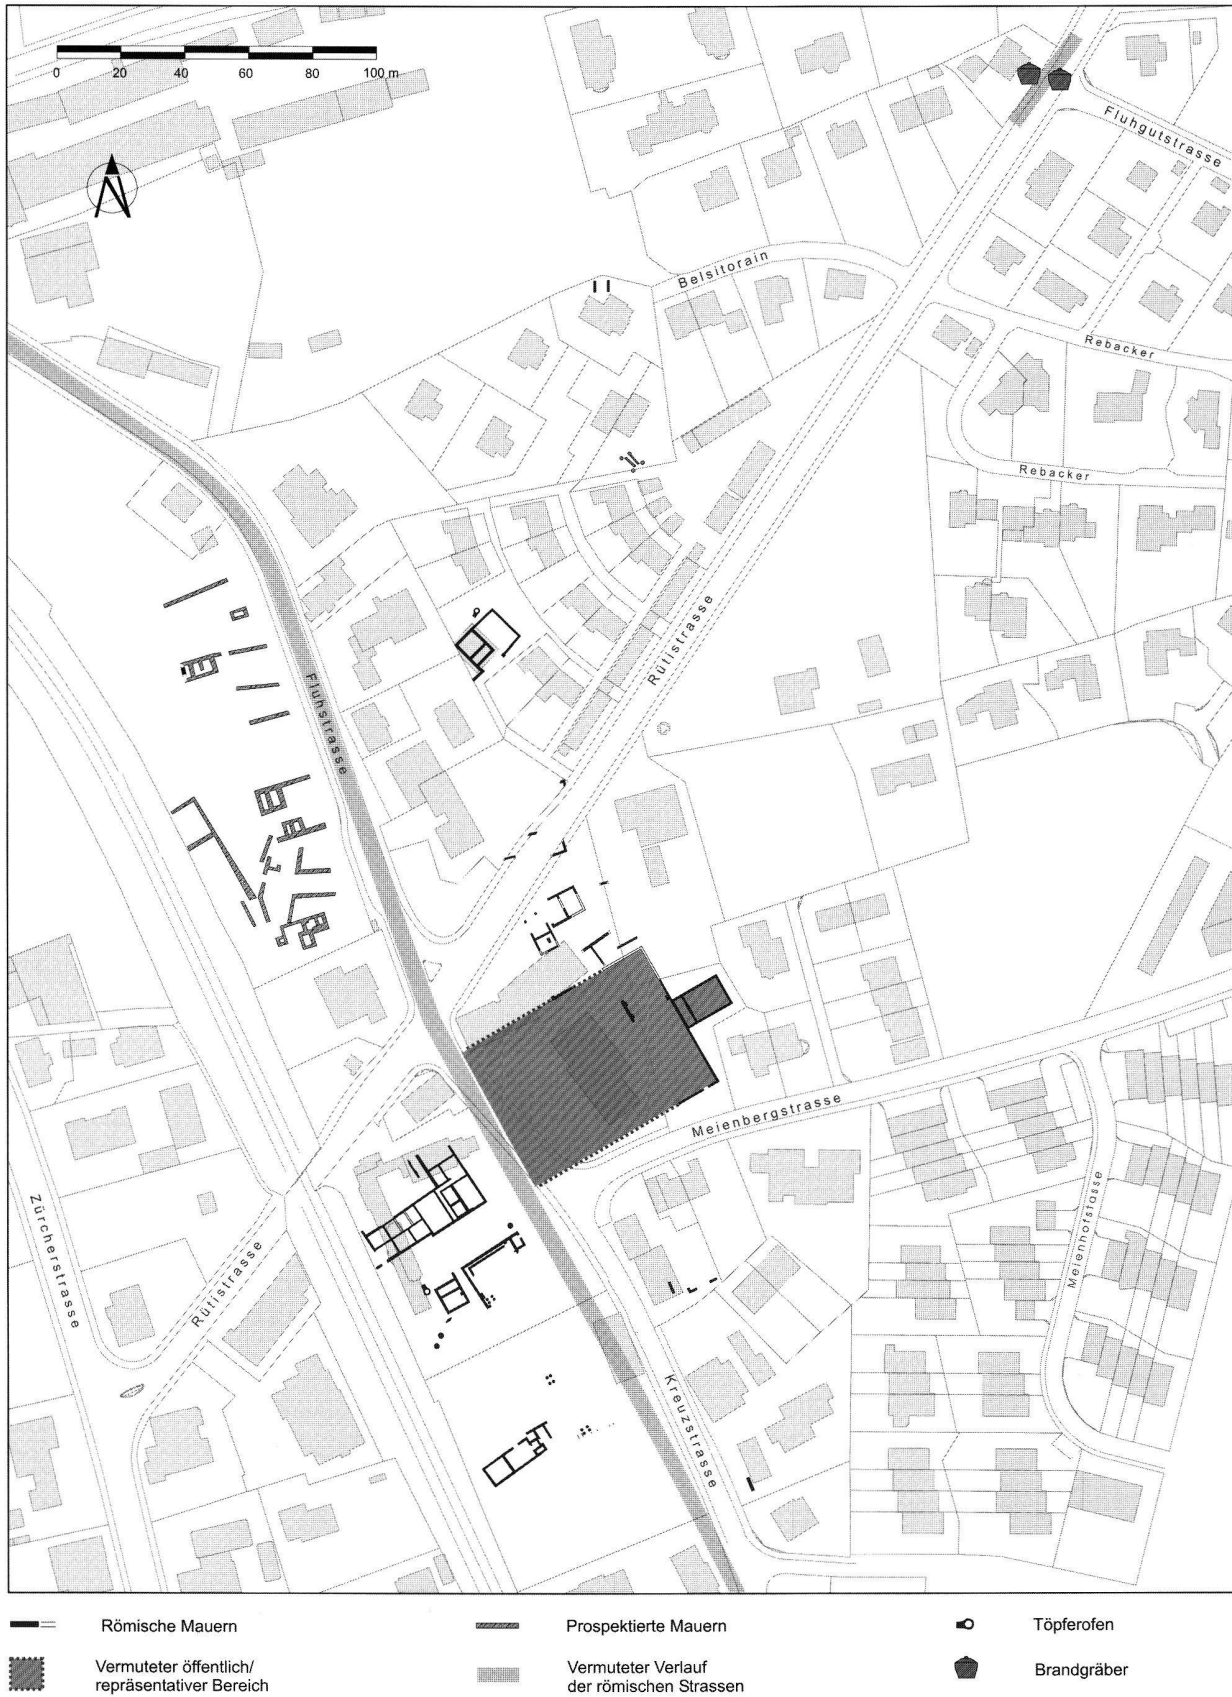 0 20 40 60 80 100 m
Fluhgutstrasse
Belsitorain
Rebacker
Rebacker
Rütistrasse
Fluhstrasse
Meienbergstrasse
Meienhofstasse
Zürcherstrasse
Rütistrasse
Kreuzstrasse
Römische Mauern
Prospektierte Mauern
Töpferofen
Vermuteter öffentlich/
repräsentativer Bereich
Vermuteter Verlauf
der römischen Strassen
Brandgräber